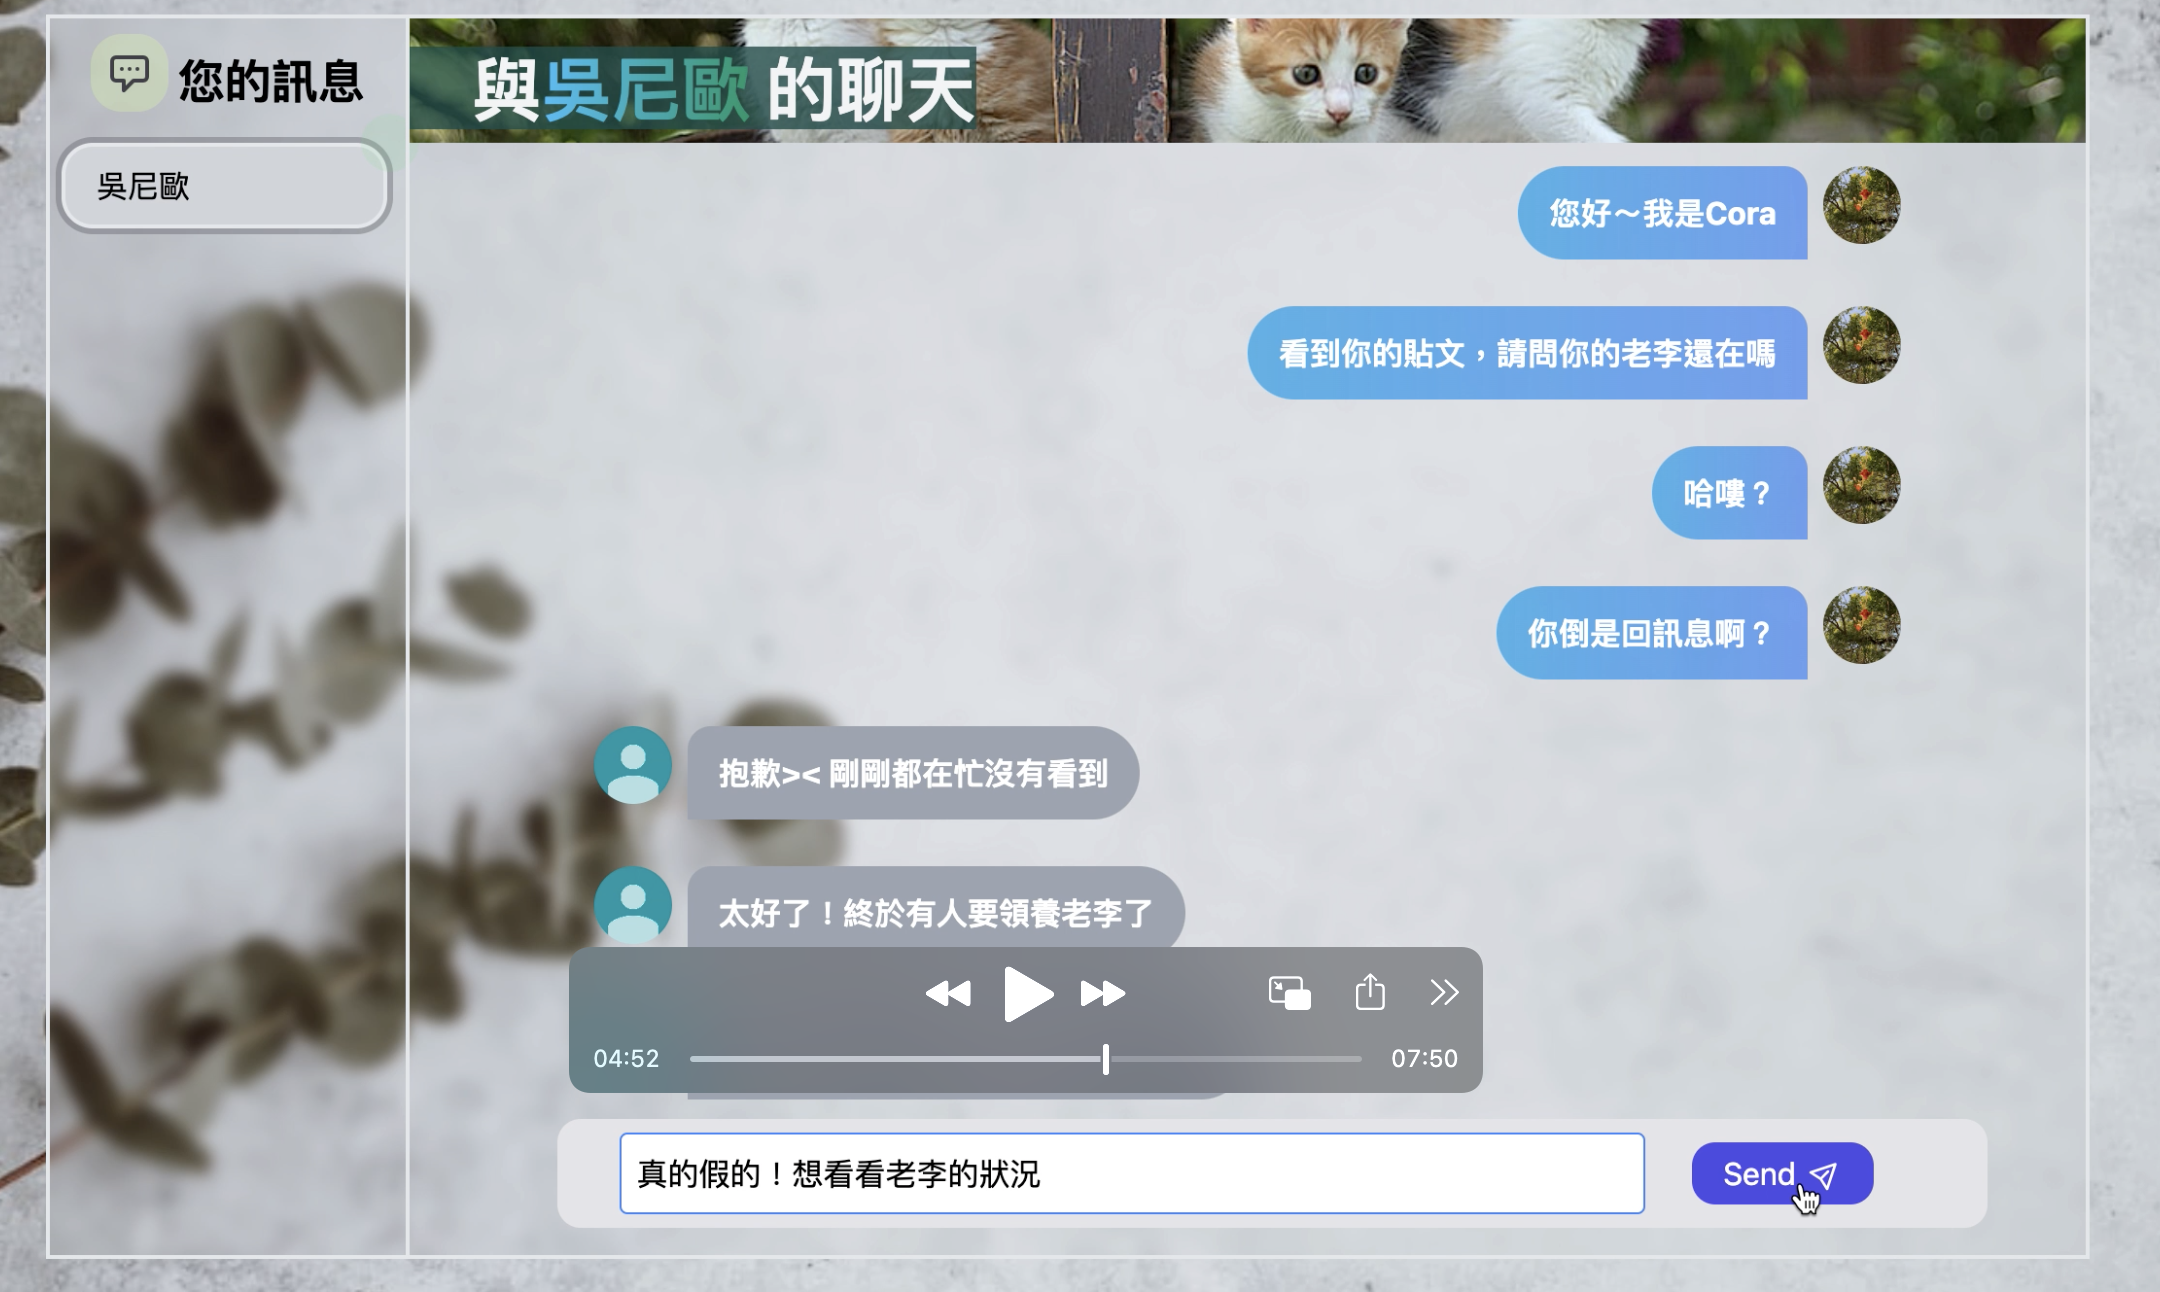 您的訊息
吳尼歐
與吳尼歐 的聊天
您好～我是Cora
看到你的貼文，請問你的老李還在嗎
哈嘍？
你倒是回訊息啊？
抱歉>< 剛剛都在忙沒有看到
太好了！終於有人要領養老李了
04:52
07:50
真的假的！想看看老李的狀況
Send